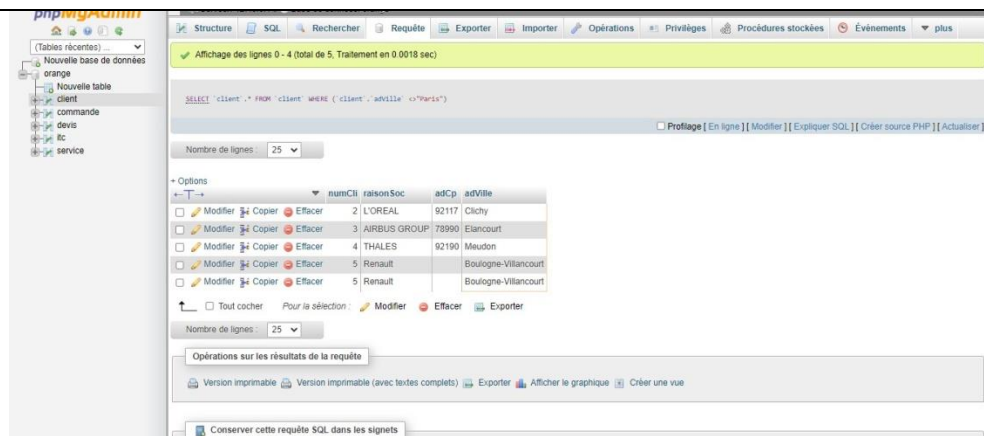 phpMyAdmin
(Tables récentes) ...
Nouvelle base de données
orange
Nouvelle table
client
commande
devis
service
Structure SQL Rechercher Requête Exporter Importer Opérations Privilèges Procédures stockées Évènements plus
Affichage des lignes 0 - 4 (total de 5, Traitement en 0.0018 sec)
SELECT `client`.* FROM `client` WHERE (`client`.`adVille` <>"Paris")
Profilage [ En ligne ] [ Modifier ] [ Expliquer SQL ] [ Créer source PHP ] [ Actualiser ]
Nombre de lignes : 25
+ Options
←T→ numCli raisonSoc adCp adVille
Modifier Copier Effacer 2 L'OREAL 92117 Clichy
Modifier Copier Effacer 3 AIRBUS GROUP 78990 Elancourt
Modifier Copier Effacer 4 THALES 92190 Meudon
Modifier Copier Effacer 5 Renault Boulogne-Villancourt
Modifier Copier Effacer 5 Renault Boulogne-Villancourt
Tout cocher Pour la sélection : Modifier Effacer Exporter
Nombre de lignes : 25
Opérations sur les résultats de la requête
Version imprimable Version imprimable (avec textes complets) Exporter Afficher le graphique Créer une vue
Conserver cette requête SQL dans les signets